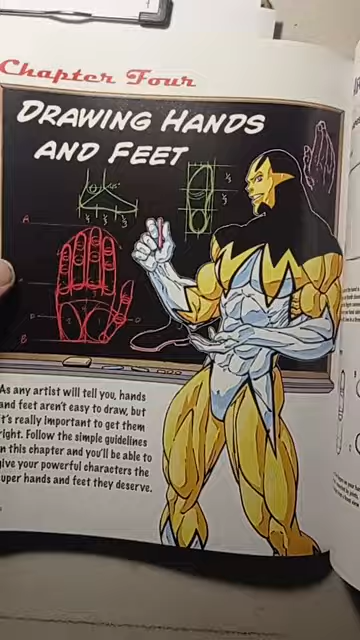 Chapter Four
DRAWING HANDS
AND FEET
A
B
As any artist will tell you, hands
and feet aren't easy to draw, but
it's really important to get them
right. Follow the simple guidelines
in this chapter and you'll be able to
give your powerful characters the
super hands and feet they deserve.